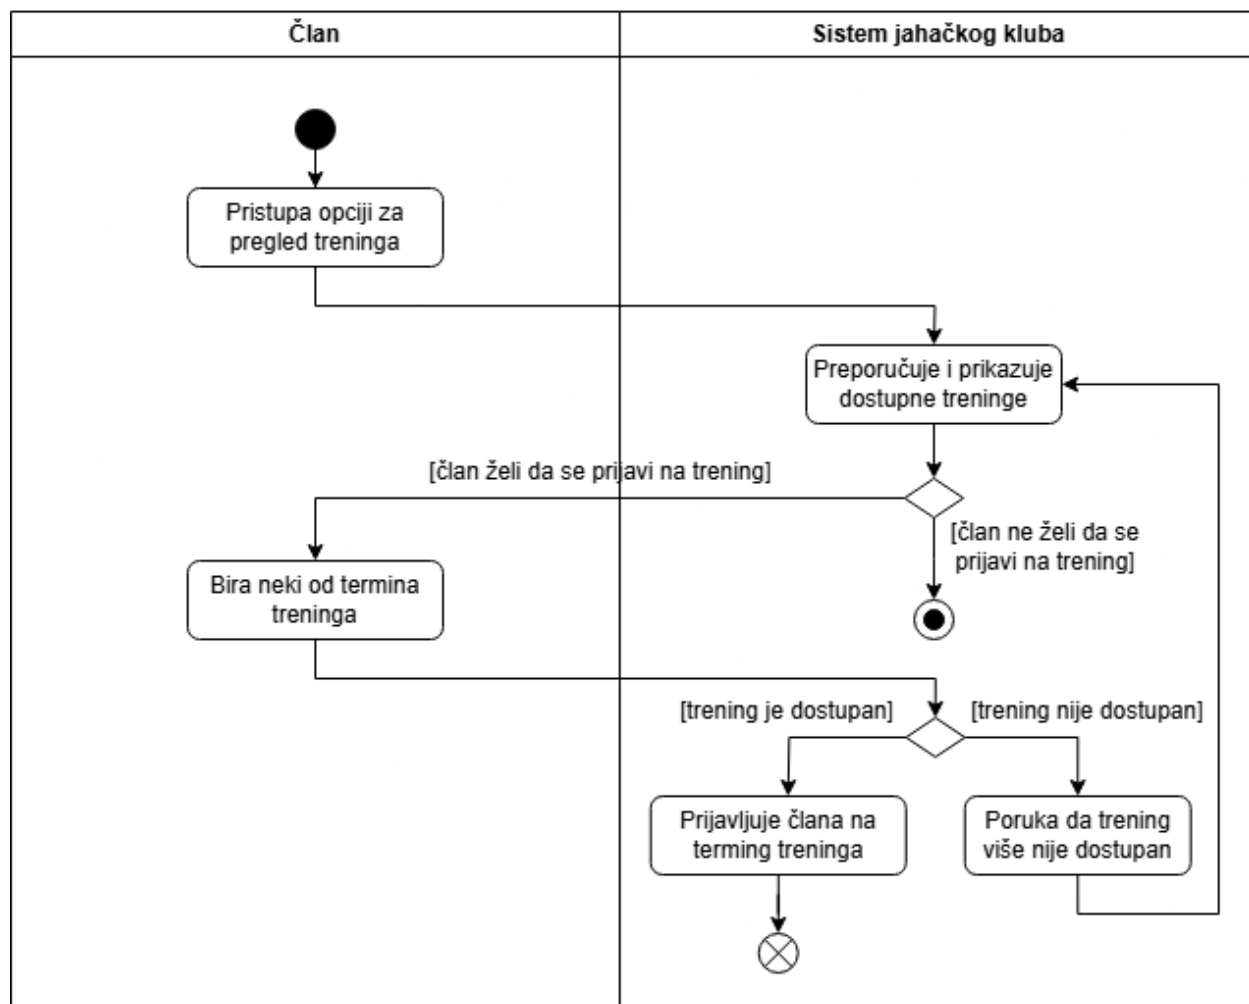 Član
Sistem jahačkog kluba
Pristupa opciji za
pregled treninga
Preporučuje i prikazuje
dostupne treninge
[član želi da se prijavi na trening]
[član ne želi da se
prijavi na trening]
Bira neki od termina
treninga
[trening je dostupan]
[trening nije dostupan]
Prijavljuje člana na
terming treninga
Poruka da trening
više nije dostupan